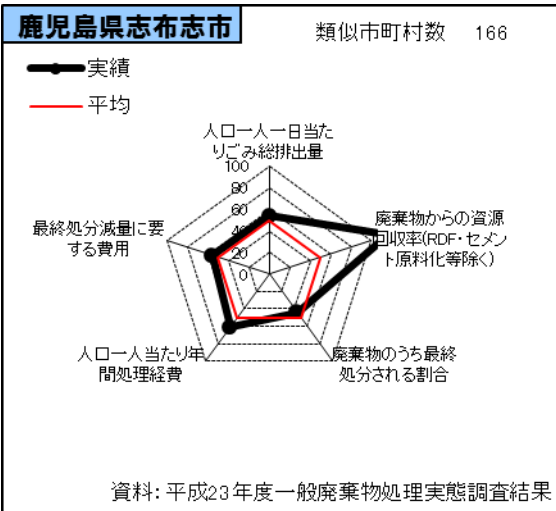 鹿児島県志布志市
類似市町村数 166
実績
平均
人口一人一日当た
りごみ総排出量
100
80
60
40
20
0
廃棄物からの資源
回収率(RDF・セメン
ト原料化等除く)
最終処分減量に要
する費用
人口一人当たり年
間処理経費
廃棄物のうち最終
処分される割合
資料:平成23年度一般廃棄物処理実態調査結果